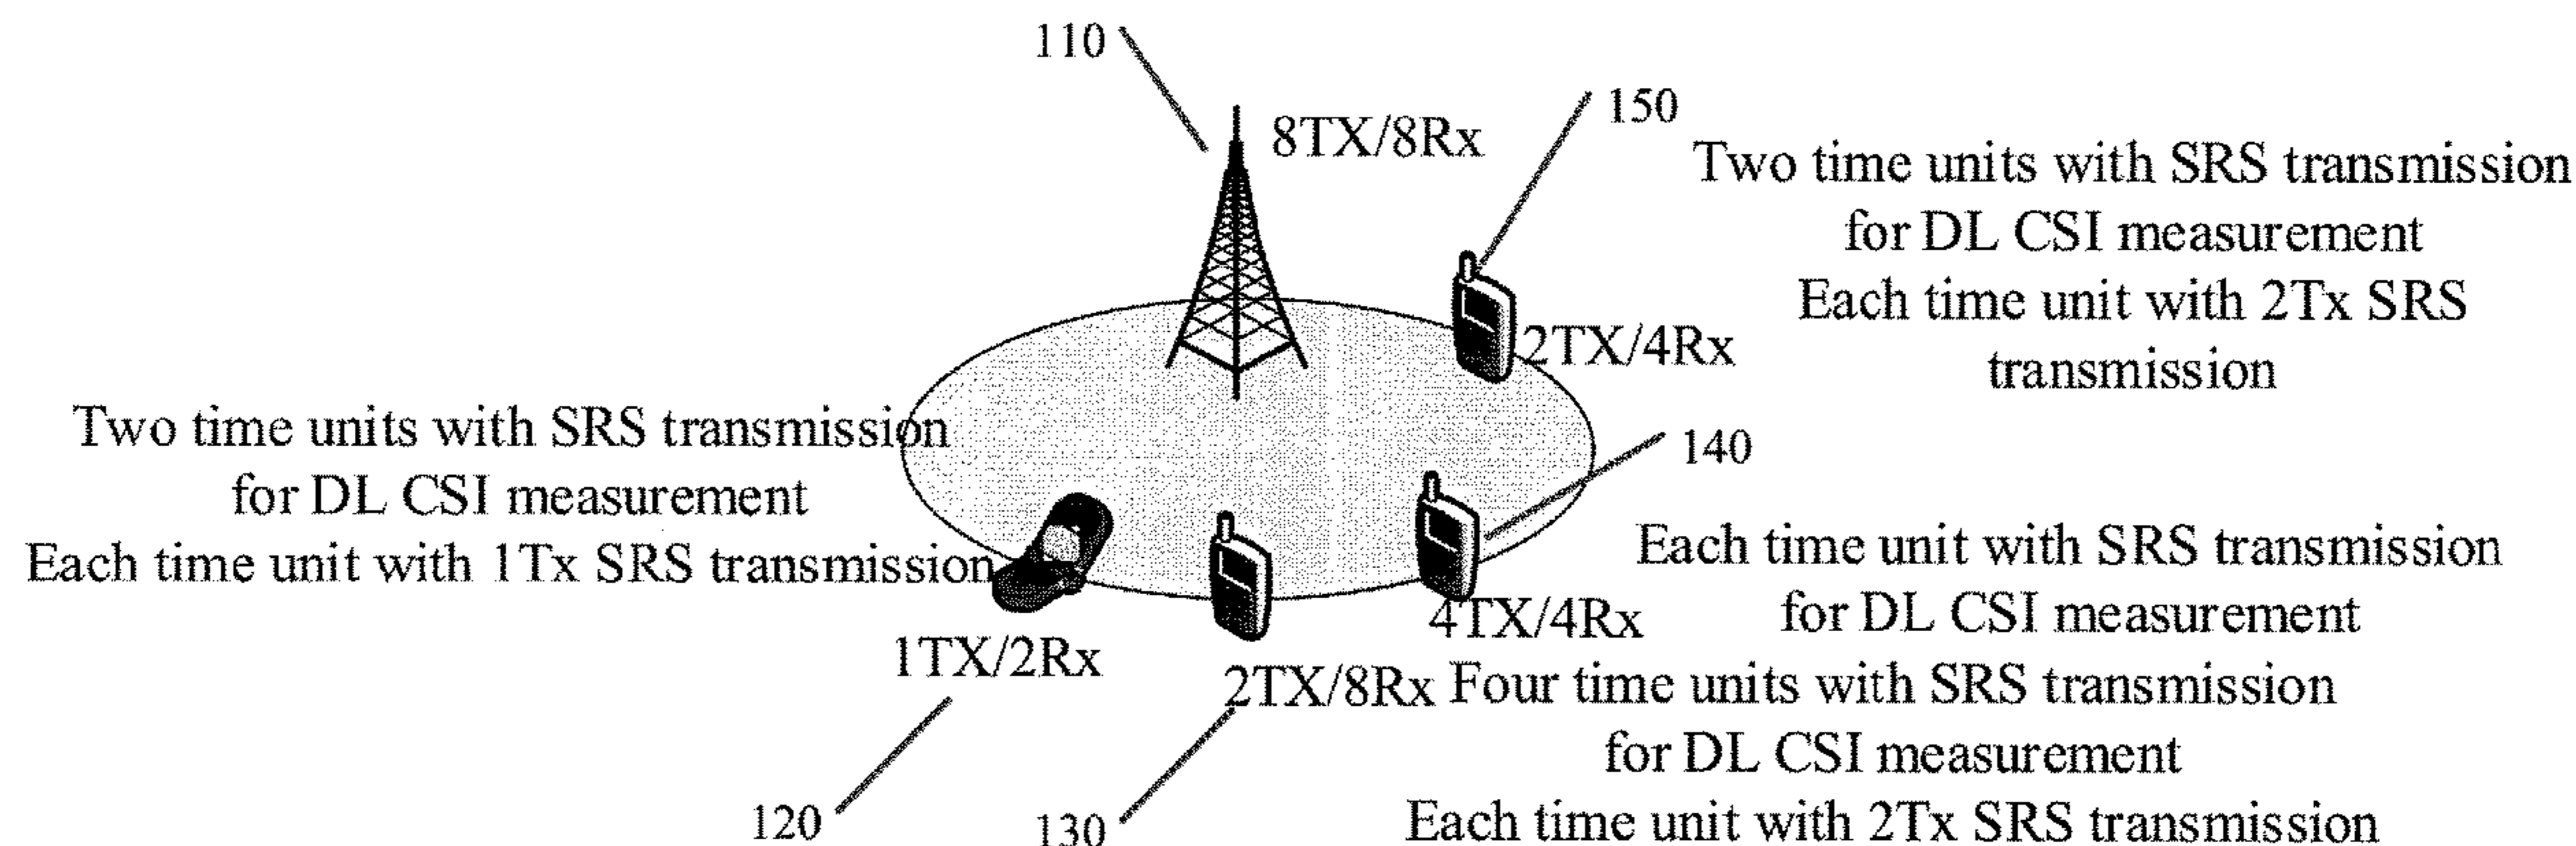 110
150
8TX/8Rx
Two time units with SRS transmission
for DL CSI measurement
Each time unit with 2Tx SRS
transmission
2TX/4Rx
Two time units with SRS transmission
for DL CSI measurement
Each time unit with 1Tx SRS transmission
140
Each time unit with SRS transmission
for DL CSI measurement
4TX/4Rx
1TX/2Rx
2TX/8Rx Four time units with SRS transmission
for DL CSI measurement
Each time unit with 2Tx SRS transmission
120
130